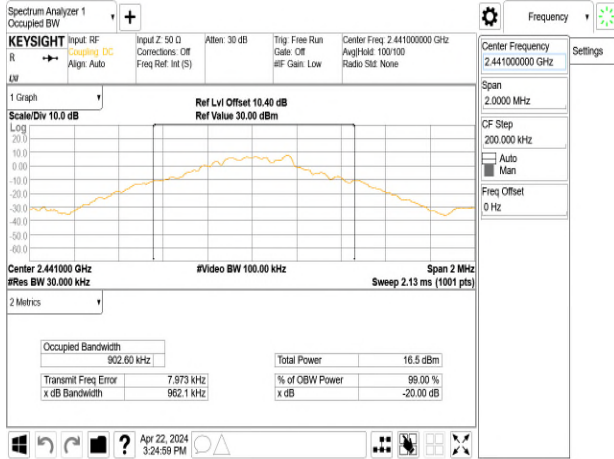 Spectrum Analyzer 1
Occupied BW
+
Frequency
KEYSIGHT
R
Input: RF
Coupling: DC
Align: Auto
Input Z: 50 Ω
Corrections: Off
Freq Ref: Int (S)
Atten: 30 dB
Trig: Free Run
Gate: Off
#IF Gain: Low
Center Freq: 2.441000000 GHz
Avg|Hold: 100/100
Radio Std: None
Center Frequency
2.441000000 GHz
Settings
Span
2.0000 MHz
CF Step
200.000 kHz
Auto
Man
Freq Offset
0 Hz
1 Graph
Scale/Div 10.0 dB
Ref Lvl Offset 10.40 dB
Ref Value 30.00 dBm
Log
20.0
10.0
0.00
-10.0
-20.0
-30.0
-40.0
-50.0
-60.0
Center 2.441000 GHz
#Res BW 30.000 kHz
#Video BW 100.00 kHz
Span 2 MHz
Sweep 2.13 ms (1001 pts)
2 Metrics
Occupied Bandwidth
902.60 kHz
Transmit Freq Error 7.973 kHz
x dB Bandwidth 962.1 kHz
Total Power 16.5 dBm
% of OBW Power 99.00 %
x dB -20.00 dB
?
Apr 22, 2024
3:24:59 PM